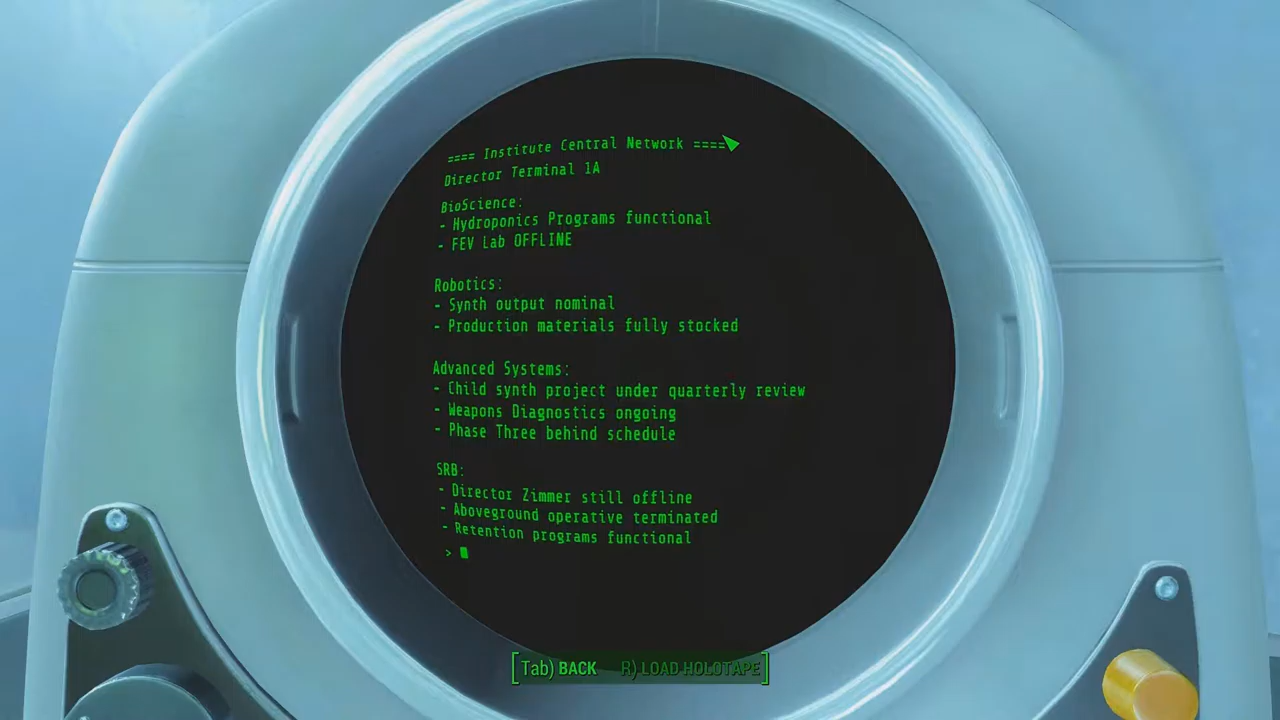 ==== Institute Central Network ====
Director Terminal 1A
BioScience:
- Hydroponics Programs functional
- FEV Lab OFFLINE
Robotics:
- Synth output nominal
- Production materials fully stocked
Advanced Systems:
- Child synth project under quarterly review
- Weapons Diagnostics ongoing
- Phase Three behind schedule
SRB:
- Director Zimmer still offline
- Aboveground operative terminated
- Retention programs functional
>
Tab) BACK R) LOAD HOLOTAPE